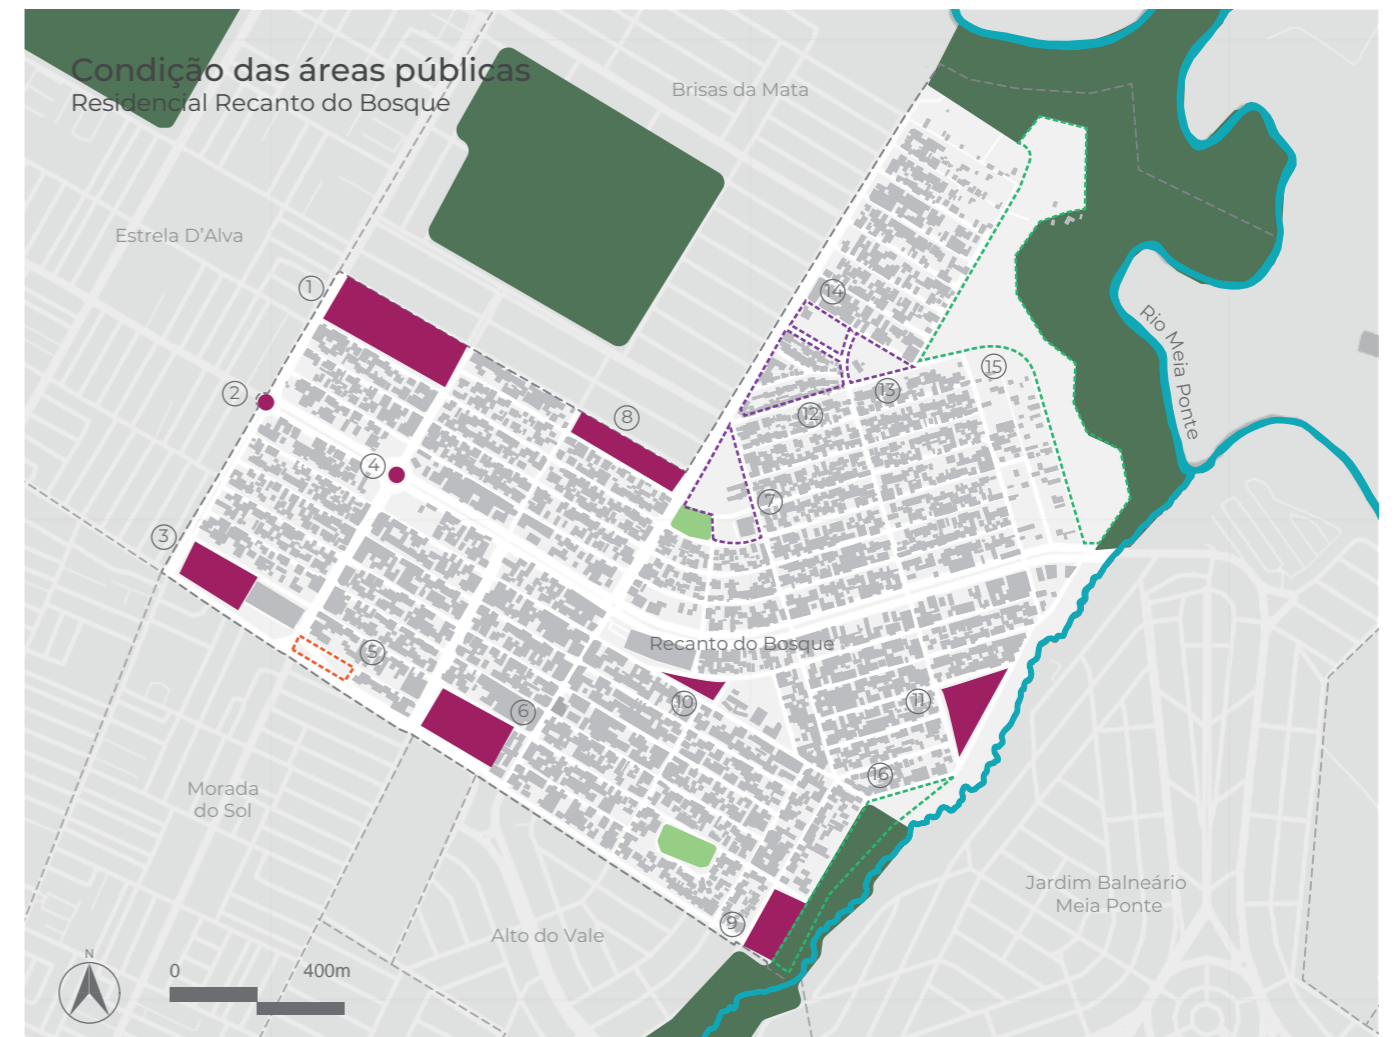 Condição das áreas públicas
Residencial Recanto do Bosque
Brisas da Mata
Estrela D'Alva
1
14
Rio Meia Ponte
15
2
13
12
8
4
7
3
Recanto do Bosque
5
11
10
6
16
Morada
do Sol
Jardim Balneário
Meia Ponte
9
Alto do Vale
N
0 400m